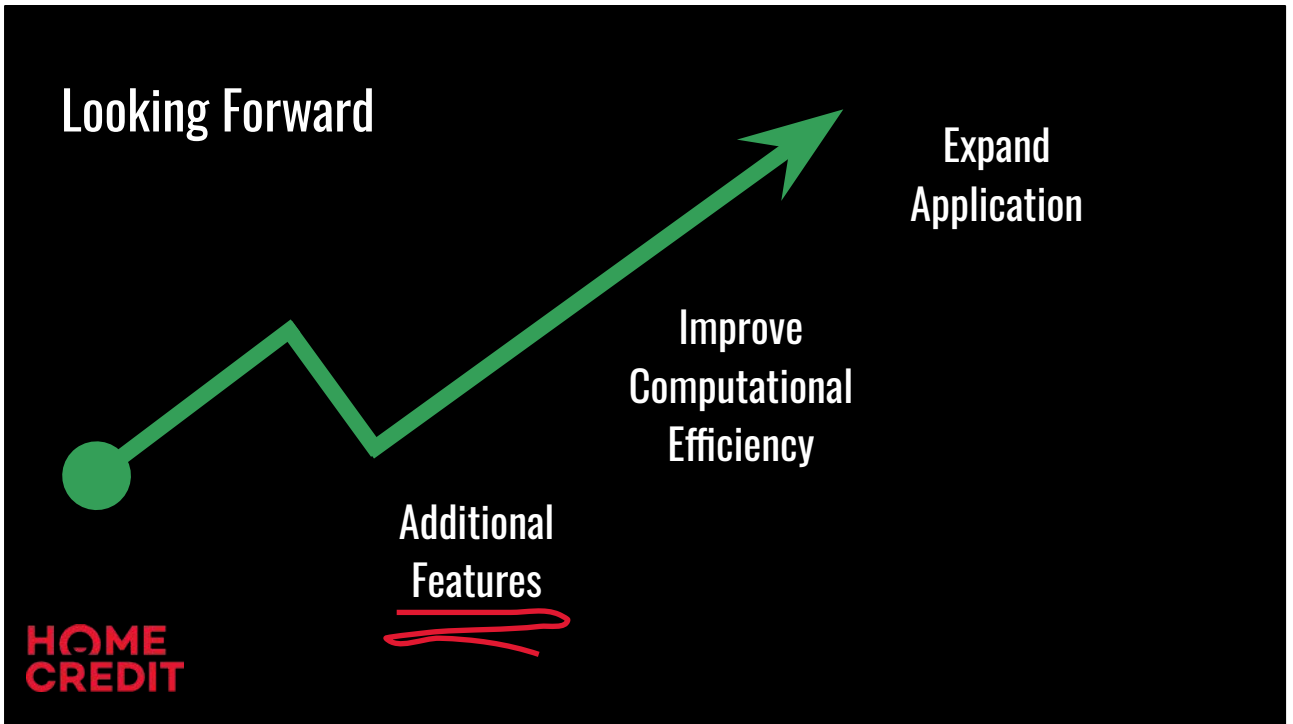 Looking Forward
Expand
Application
Improve
Computational
Efficiency
Additional
Features
HOME
CREDIT